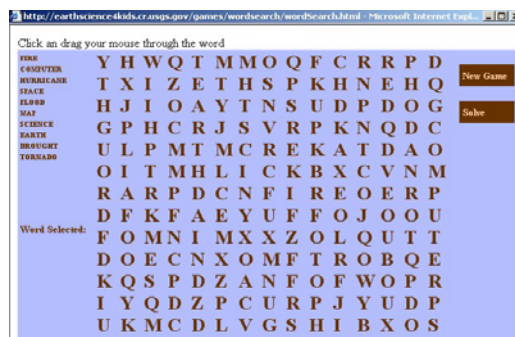 http://earthscience4kids.cr.usgs.gov/games/wordsearch/wordSearch.html - Microsoft Internet Expl...
Click an drag your mouse through the word
FIRE
COMPUTER
HURRICANE
SPACE
FLOOD
MAP
SCIENCE
EARTH
DROUGHT
TORNADO
Word Selected:
Y H W Q T M M O Q F C R R P D
T X I Z E T H S P K H N E H Q
H J I O A Y T N S U D P D O G
G P H C R J S V R P K N Q D C
U L P M T M C R E K A T D A O
O I T M H L I C K B X C V N M
R A R P D C N F I R E O E R P
D F K F A E Y U F F O J O O U
F O M N I M X X Z O L Q U T T
D O E C N X O M F T R O B Q E
K Q S P D Z A N F O F W O P R
I Y Q D Z P C U R P J Y U D P
U K M C D L V G S H I B X O S
New Game
Solve